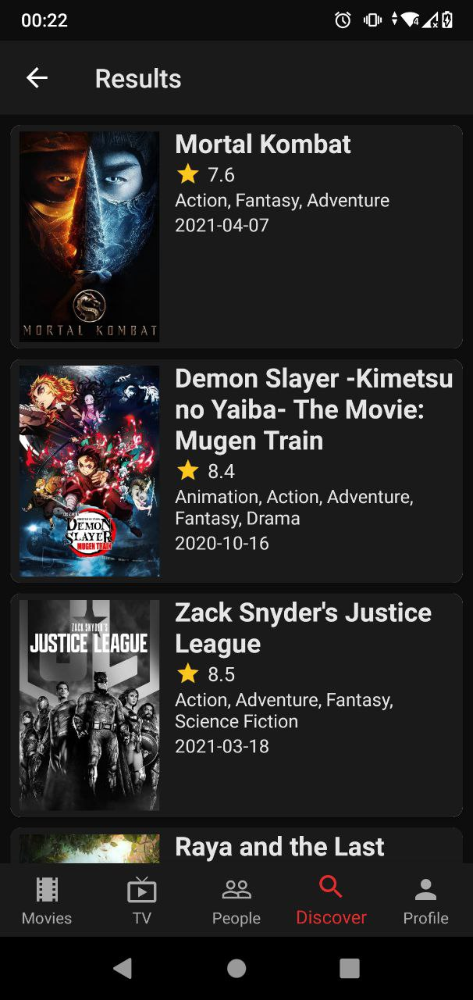 00:22
Results
Mortal Kombat
7.6
Action, Fantasy, Adventure
2021-04-07
MORTAL KOMBAT
Demon Slayer -Kimetsu
no Yaiba- The Movie:
Mugen Train
8.4
Animation, Action, Adventure,
Fantasy, Drama
2020-10-16
DEMON
SLAYER
MUGEN TRAIN
Zack Snyder's Justice
League
8.5
Action, Adventure, Fantasy,
Science Fiction
2021-03-18
ZACK SNYDER'S
JUSTICE LEAGUE
Raya and the Last
Movies
TV
People
Discover
Profile